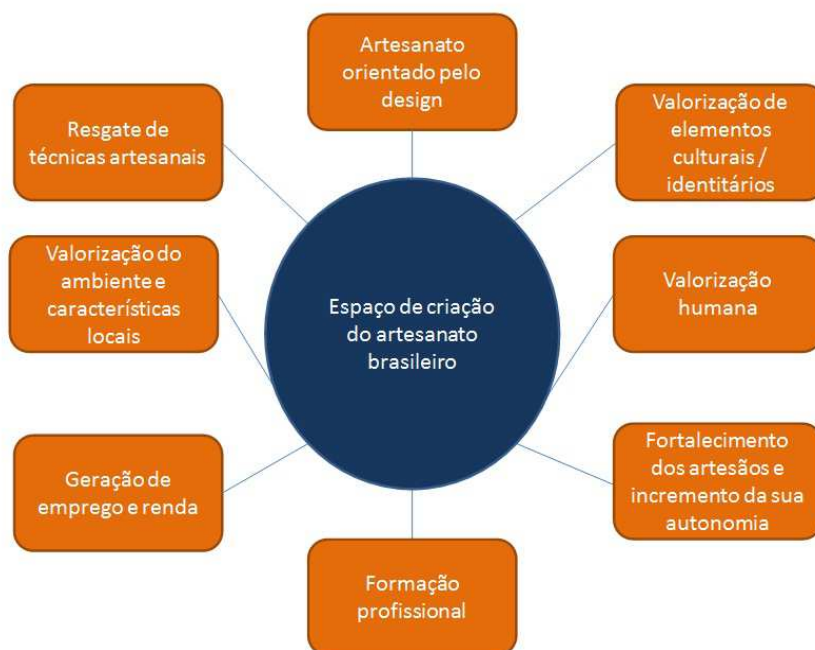 Artesanato
orientado pelo
design
Resgate de
técnicas artesanais
Valorização de
elementos
culturais /
identitários
Valorização do
ambiente e
características
locais
Espaço de criação
do artesanato
brasileiro
Valorização
humana
Geração de
emprego e renda
Fortalecimento
dos artesãos e
incremento da sua
autonomia
Formação
profissional